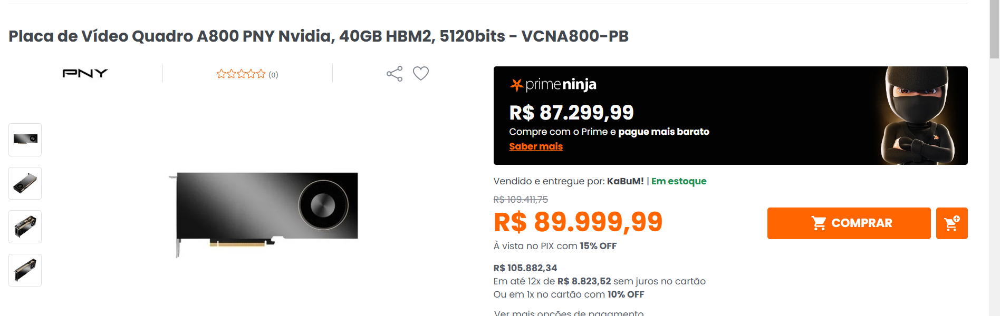 Placa de Vídeo Quadro A800 PNY Nvidia, 40GB HBM2, 5120bits - VCNA800-PB
PNY
(0)
primeninja
R$ 87.299,99
Compre com o Prime e pague mais barato
Saber mais
Vendido e entregue por: KaBuM! | Em estoque
R$ 109.411,75
R$ 89.999,99
COMPRAR
À vista no PIX com 15% OFF
R$ 105.882,34
Em até 12x de R$ 8.823,52 sem juros no cartão
Ou em 1x no cartão com 10% OFF
Ver mais opções de pagamento